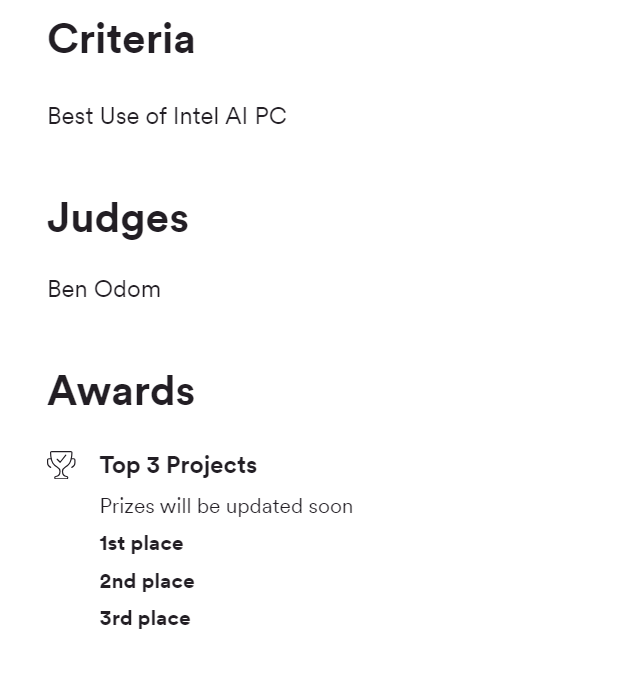 Criteria
Best Use of Intel AI PC
Judges
Ben Odom
Awards
Top 3 Projects
Prizes will be updated soon
1st place
2nd place
3rd place